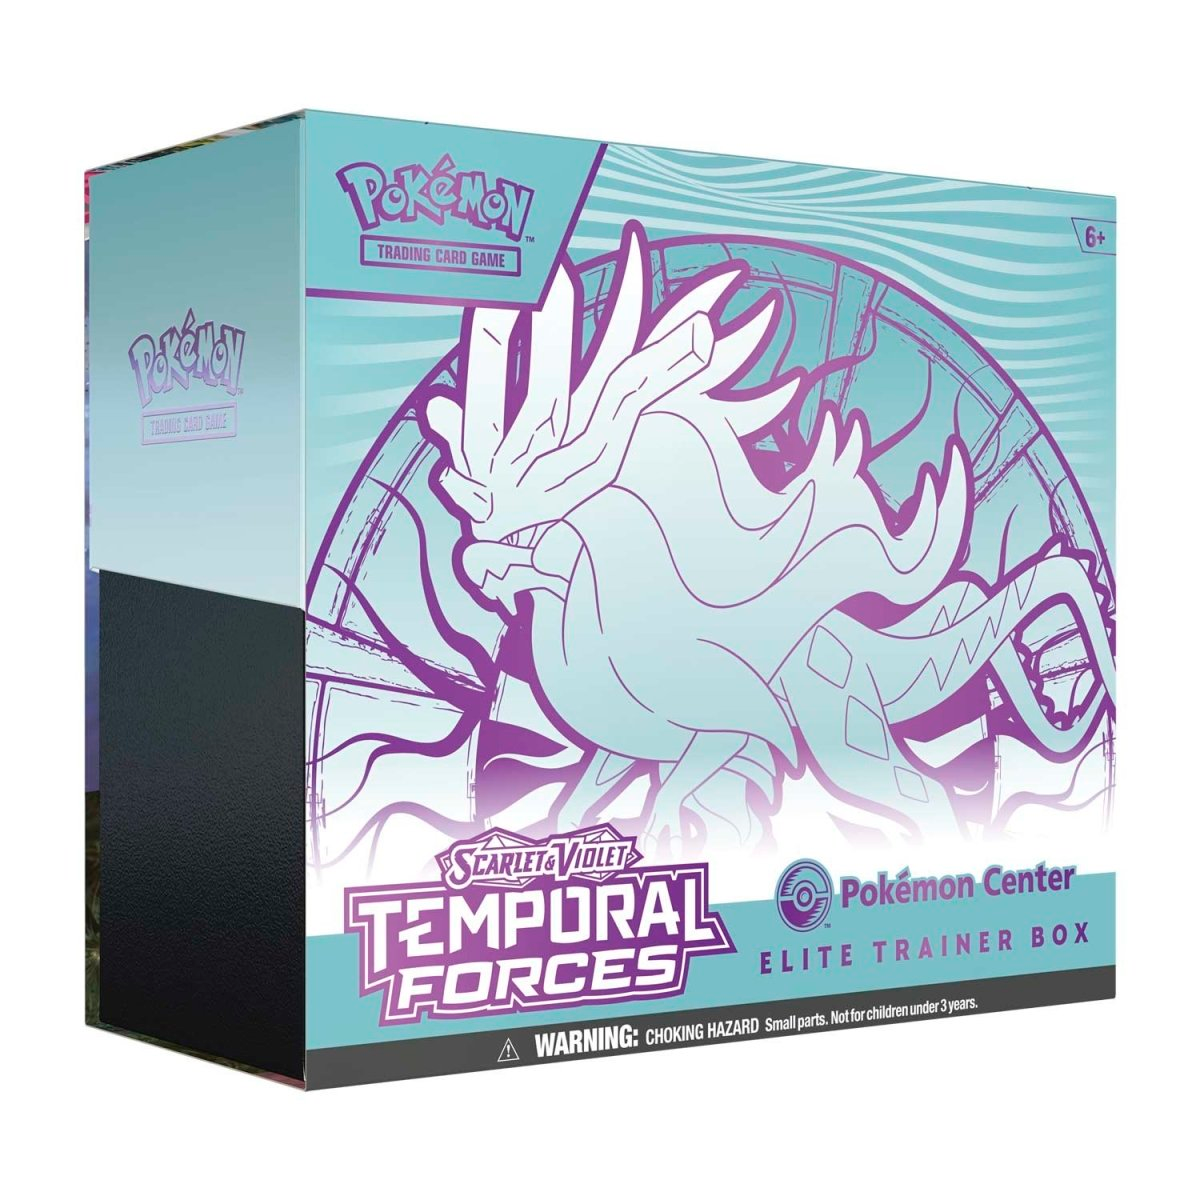 POKéMON
TRADING CARD GAME
6+
POKéMON
TRADING CARD GAME
SCARLET & VIOLET
TEMPORAL
FORCES
Pokémon Center
ELITE TRAINER BOX
WARNING: CHOKING HAZARD Small parts. Not for children under 3 years.